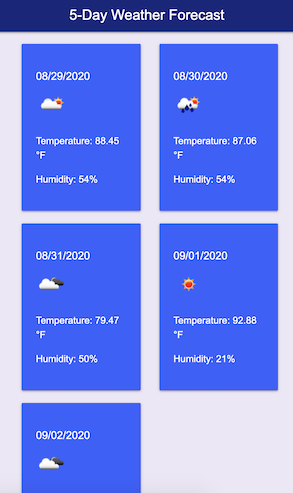 5-Day Weather Forecast
08/29/2020
Temperature: 88.45
°F
Humidity: 54%
08/30/2020
Temperature: 87.06
°F
Humidity: 54%
08/31/2020
Temperature: 79.47
°F
Humidity: 50%
09/01/2020
Temperature: 92.88
°F
Humidity: 21%
09/02/2020